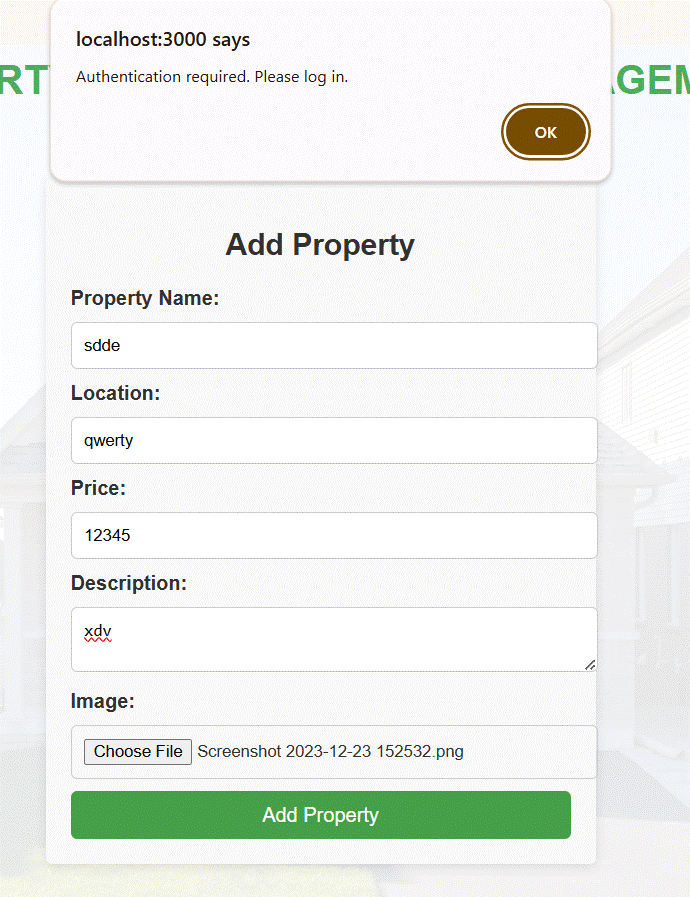 localhost:3000 says
Authentication required. Please log in.
OK
RT
AGEM
Add Property
Property Name:
sdde
Location:
qwerty
Price:
12345
Description:
xdv
Image:
Choose File Screenshot 2023-12-23 152532.png
Add Property